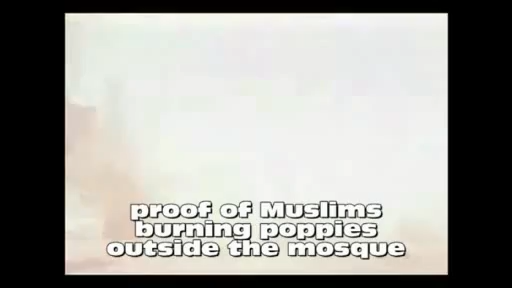 proof of Muslims
burning poppies
outside the mosque